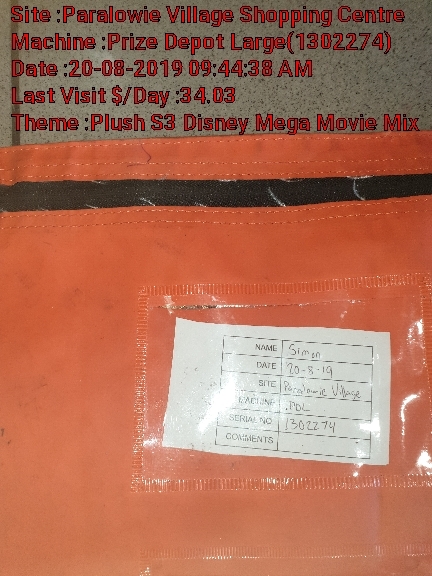 Site :Paralowie Village Shopping Centre
Machine :Prize Depot Large(1302274)
Date :20-08-2019 09:44:38 AM
Last Visit $/Day :34.03
Theme :Plush S3 Disney Mega Movie Mix
NAME Simon
DATE 20-8-19
SITE Paralowie Village
MACHINE PDL
SERIAL NO 1302274
COMMENTS